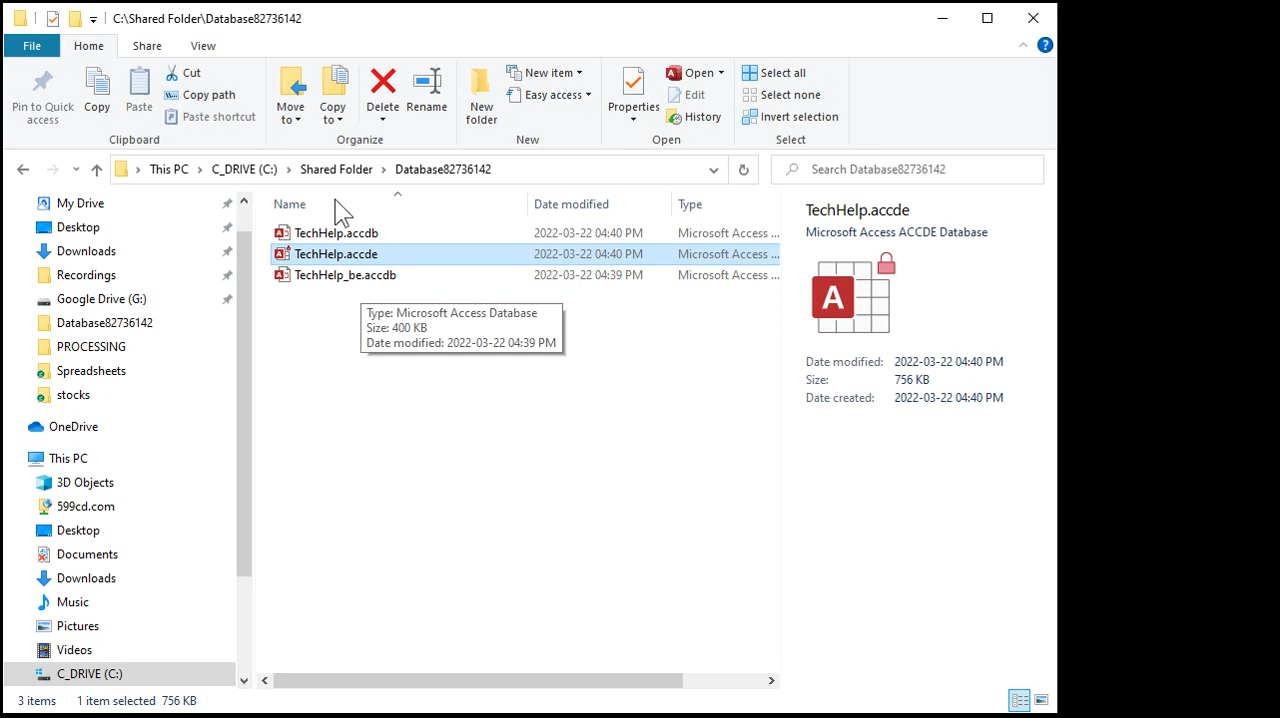 C:\Shared Folder\Database82736142
File Home Share View
Pin to Quick access
Copy
Paste
Cut
Copy path
Paste shortcut
Clipboard
Move to
Copy to
Delete
Rename
Organize
New folder
New item
Easy access
New
Properties
Open
Edit
History
Open
Select all
Select none
Invert selection
Select
This PC > C_DRIVE (C:) > Shared Folder > Database82736142
Search Database82736142
My Drive
Desktop
Downloads
Recordings
Google Drive (G:)
Database82736142
PROCESSING
Spreadsheets
stocks
OneDrive
This PC
3D Objects
599cd.com
Desktop
Documents
Downloads
Music
Pictures
Videos
C_DRIVE (C:)
Name Date modified Type
TechHelp.accdb 2022-03-22 04:40 PM Microsoft Access ...
TechHelp.accde 2022-03-22 04:40 PM Microsoft Access ...
TechHelp_be.accdb 2022-03-22 04:39 PM Microsoft Access ...
Type: Microsoft Access Database
Size: 400 KB
Date modified: 2022-03-22 04:39 PM
TechHelp.accde
Microsoft Access ACCDE Database
A
Date modified: 2022-03-22 04:40 PM
Size: 756 KB
Date created: 2022-03-22 04:40 PM
3 items 1 item selected 756 KB